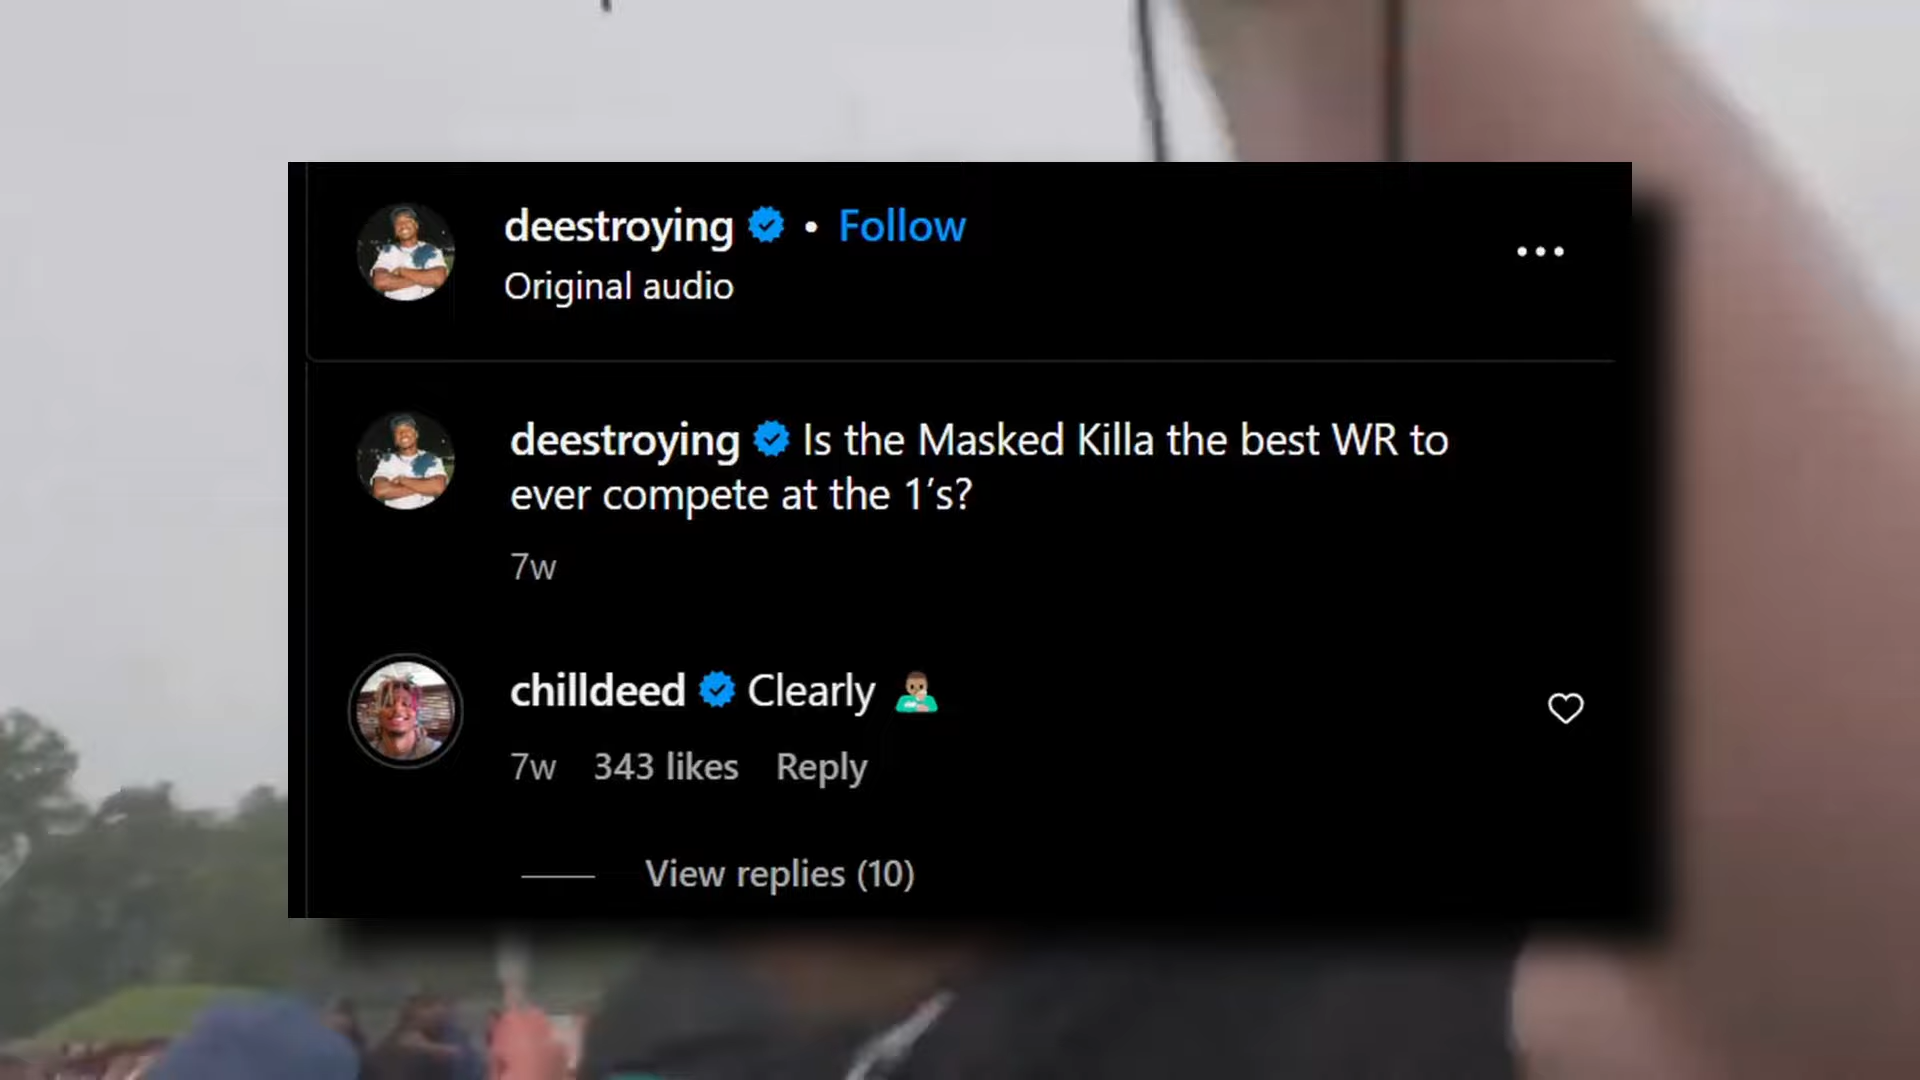 deestroying • Follow
Original audio
deestroying Is the Masked Killa the best WR to
ever compete at the 1's?
7w
chilldeed Clearly 🤷🏽‍♂️
7w 343 likes Reply
View replies (10)